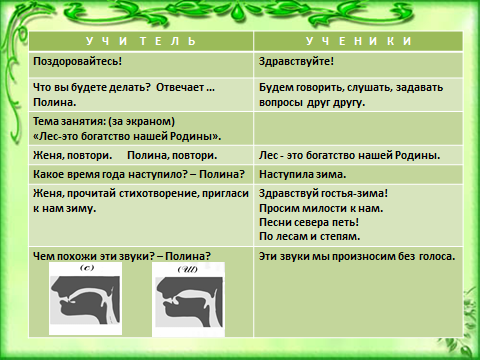 У Ч И Т Е Л Ь
У Ч Е Н И К И
Поздоровайтесь!
Здравствуйте!
Что вы будете делать? Отвечает ...
Полина.
Будем говорить, слушать, задавать
вопросы друг другу.
Тема занятия: (за экраном)
«Лес-это богатство нашей Родины».
Женя, повтори. Полина, повтори.
Лес - это богатство нашей Родины.
Какое время года наступило? – Полина?
Наступила зима.
Женя, прочитай стихотворение, пригласи
к нам зиму.
Здравствуй гостья-зима!
Просим милости к нам.
Песни севера петь!
По лесам и степям.
Чем похожи эти звуки? – Полина?
(С)
(Ш)
Эти звуки мы произносим без голоса.